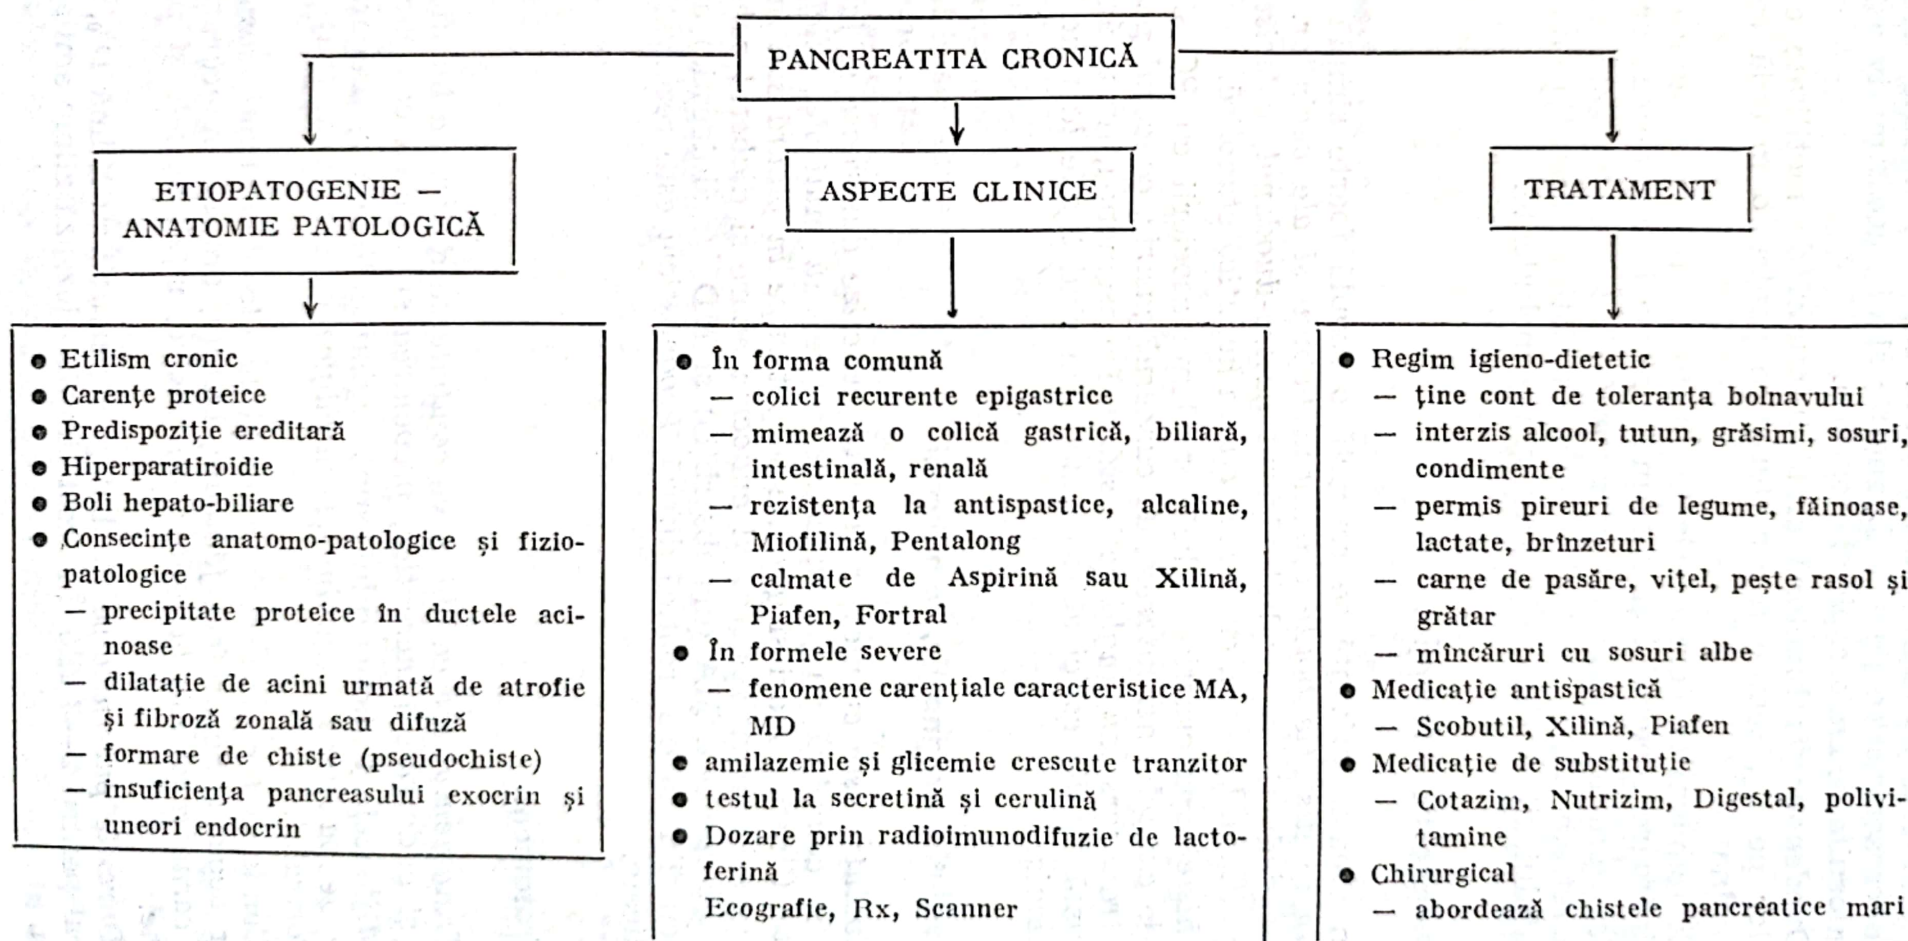 PANCREATITA CRONICĂ
ETIOPATOGENIE —
ANATOMIE PATOLOGICĂ
● Etilism cronic
● Carențe proteice
● Predispoziție ereditară
● Hiperparatiroidie
● Boli hepato-biliare
● Consecințe anatomo-patologice și fizio-
patologice
— precipitate proteice în ductele aci-
noase
— dilatație de acini urmată de atrofie
și fibroză zonală sau difuză
— formare de chiste (pseudochiste)
— insuficiența pancreasului exocrin și
uneori endocrin
ASPECTE CLINICE
● În forma comună
— colici recurente epigastrice
— mimează o colică gastrică, biliară,
intestinală, renală
— rezistența la antispastice, alcaline,
Miofilină, Pentalong
— calmate de Aspirină sau Xilină,
Piafen, Fortral
● În formele severe
— fenomene carențiale caracteristice MA,
MD
● amilazemie și glicemie crescute tranzitor
● testul la secretină și cerulină
● Dozare prin radioimunodifuzie de lacto-
ferină
Ecografie, Rx, Scanner
TRATAMENT
● Regim igieno-dietetic
— ține cont de toleranța bolnavului
— interzis alcool, tutun, grăsimi, sosuri,
condimente
— permis pireuri de legume, făinoase,
lactate, brînzeturi
— carne de pasăre, vițel, pește rasol și
grătar
— mîncăruri cu sosuri albe
● Medicație antispastică
— Scobutil, Xilină, Piafen
● Medicație de substituție
— Cotazim, Nutrizim, Digestal, polivi-
tamine
● Chirurgical
— abordează chistele pancreatice mari